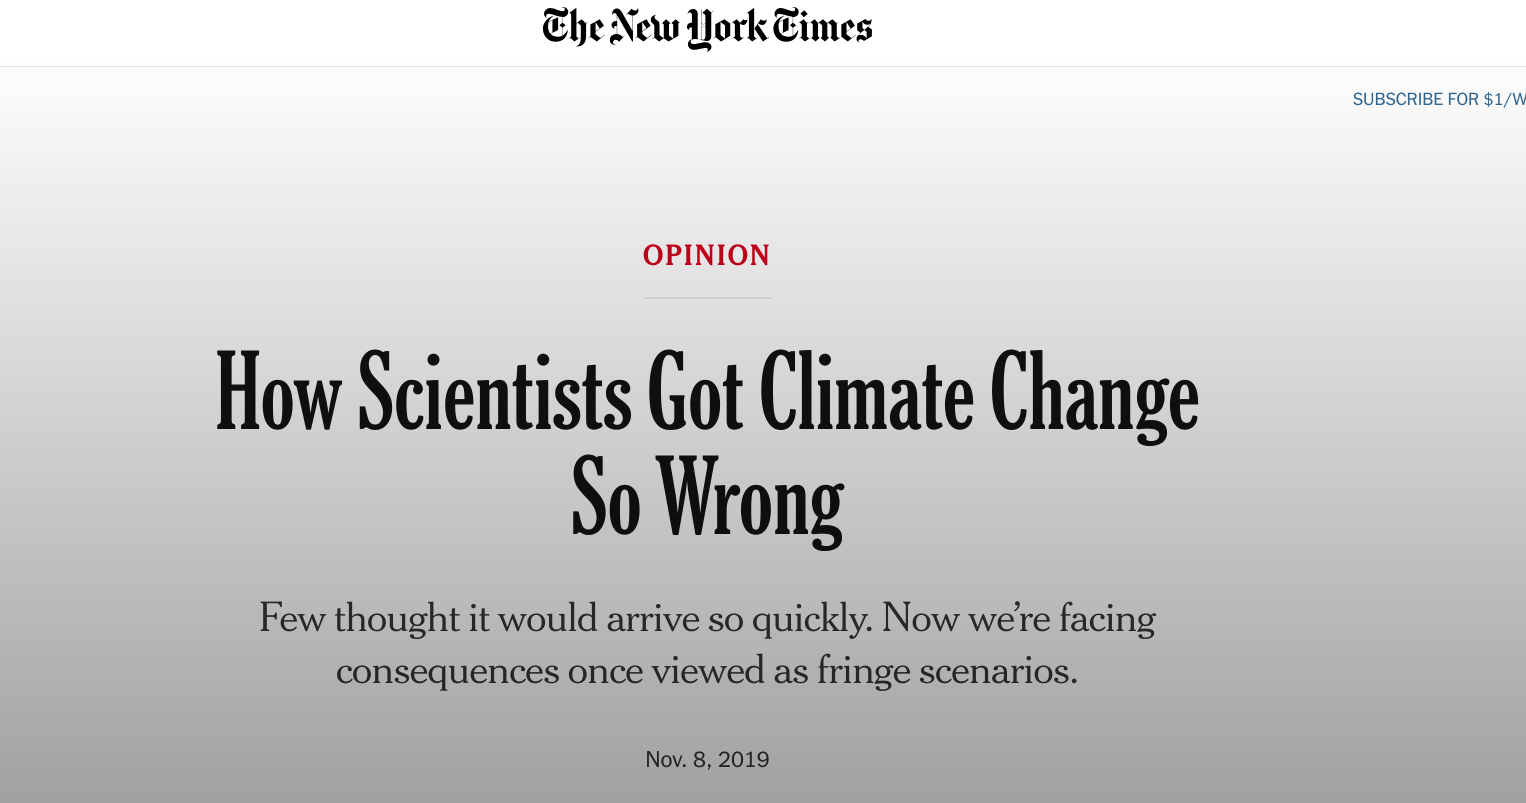 The New York Times
SUBSCRIBE FOR $1/W
OPINION
How Scientists Got Climate Change
So Wrong
Few thought it would arrive so quickly. Now we’re facing
consequences once viewed as fringe scenarios.
Nov. 8, 2019